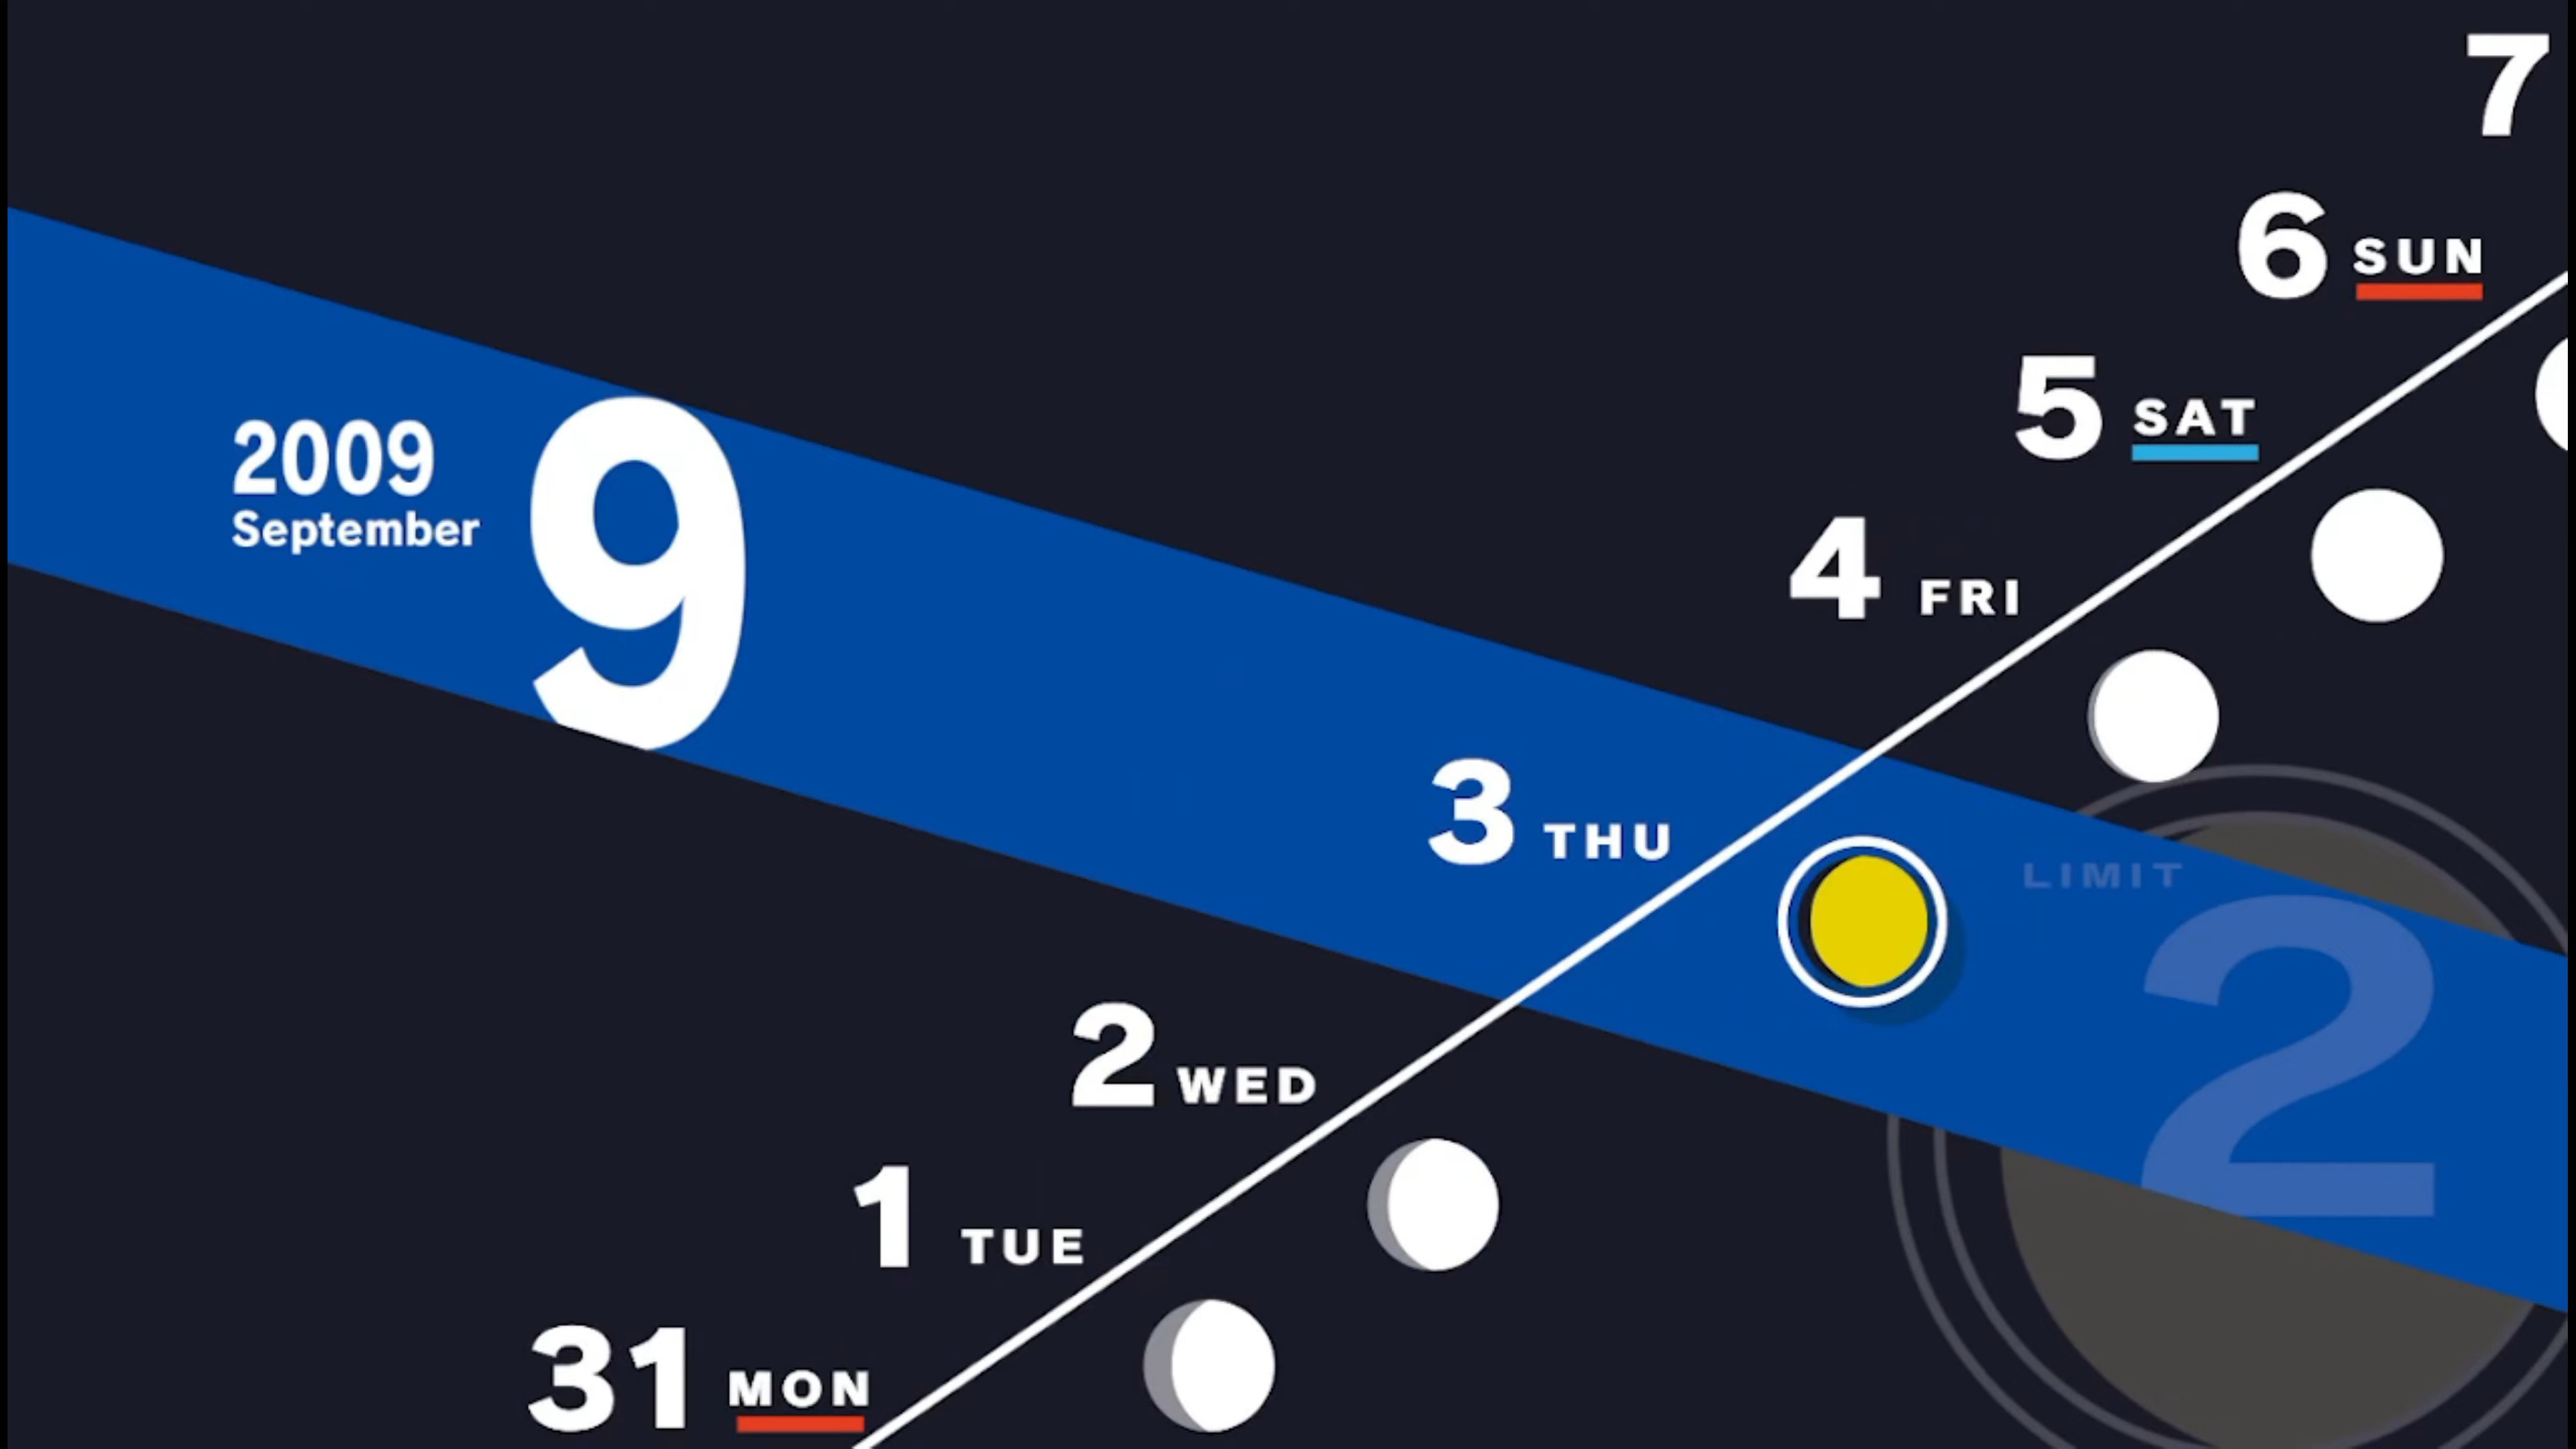 7
6 SUN
5 SAT
4 FRI
2009
September
9
3 THU
LIMIT
2
2 WED
1 TUE
31 MON